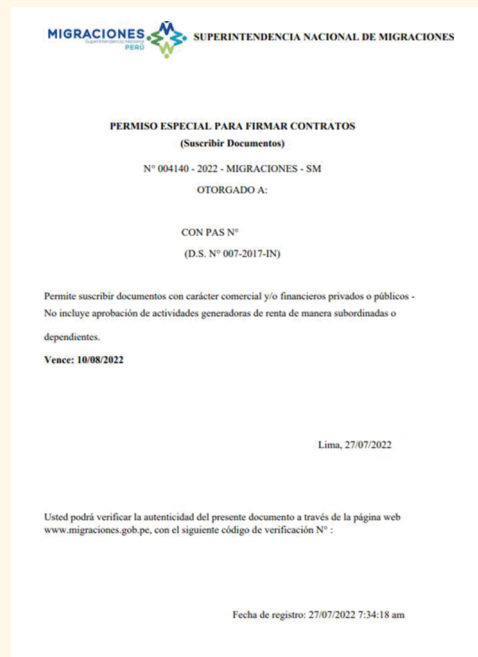 MIGRACIONES
Superintendencia Nacional
PERÚ
SUPERINTENDENCIA NACIONAL DE MIGRACIONES
PERMISO ESPECIAL PARA FIRMAR CONTRATOS
(Suscribir Documentos)
N° 004140 - 2022 - MIGRACIONES - SM
OTORGADO A:
CON PAS N°
(D.S. N° 007-2017-IN)
Permite suscribir documentos con carácter comercial y/o financieros privados o públicos -
No incluye aprobación de actividades generadoras de renta de manera subordinadas o
dependientes.
Vence: 10/08/2022
Lima, 27/07/2022
Usted podrá verificar la autenticidad del presente documento a través de la página web
www.migraciones.gob.pe, con el siguiente código de verificación N° :
Fecha de registro: 27/07/2022 7:34:18 am